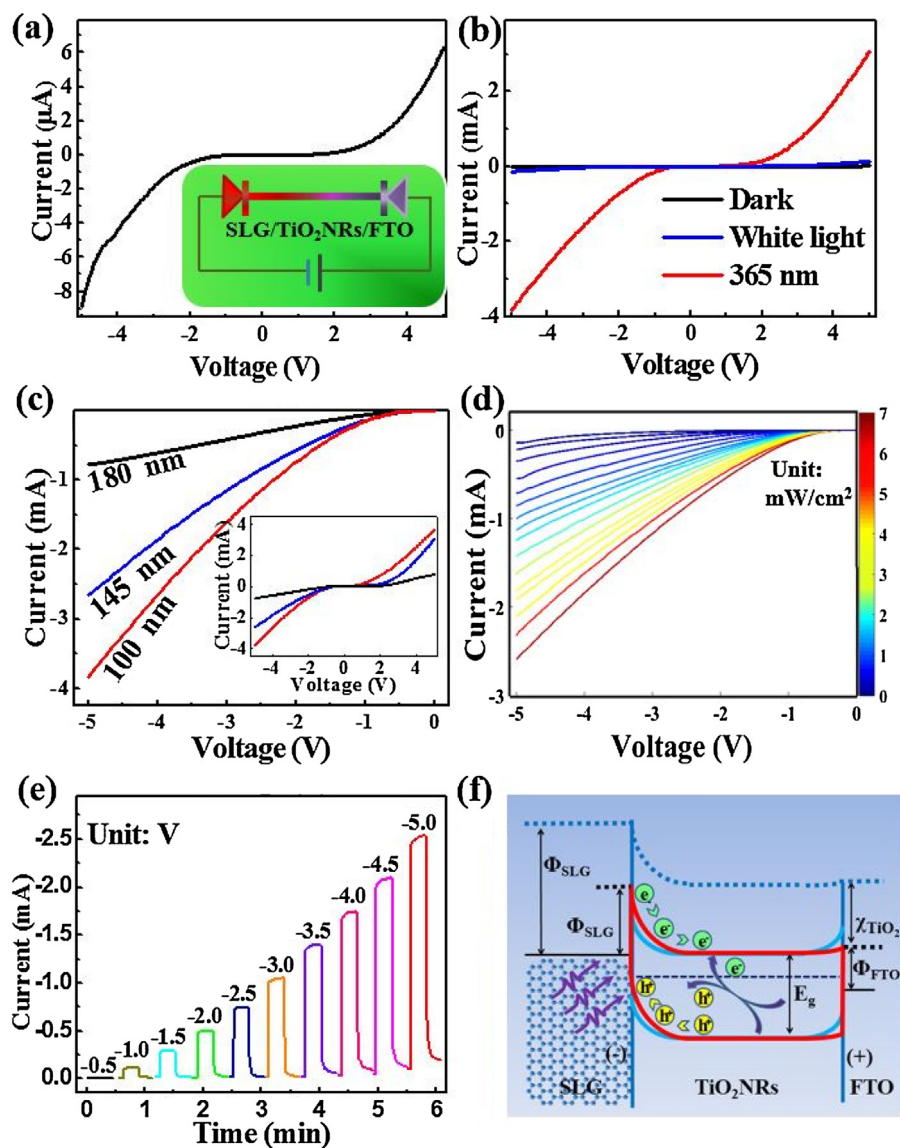 (a)
6
4
2
0
-2
-4
-6
-8
Current (μA)
SLG/TiO₂NRs/FTO
-4 -2 0 2 4
Voltage (V)
(b)
2
0
-2
-4
Current (mA)
Dark
White light
365 nm
-4 -2 0 2 4
Voltage (V)
(c)
-1
-2
-3
-4
Current (mA)
180 nm
145 nm
100 nm
4
2
0
-2
-4
Current (mA)
-4 -2 0 2 4
Voltage (V)
-5 -4 -3 -2 -1 0
Voltage (V)
(d)
0
-1
-2
-3
Current (mA)
Unit:
mW/cm²
7
6
5
4
3
2
1
0
-5 -4 -3 -2 -1 0
Voltage (V)
(e)
-2.5
-2.0
-1.5
-1.0
-0.5
0.0
Current (mA)
Unit: V
-0.5 -1.0 -1.5 -2.0 -2.5 -3.0 -3.5 -4.0 -4.5 -5.0
0 1 2 3 4 5 6
Time (min)
(f)
Φ_SLG
Φ_SLG
χ_TiO₂
Φ_FTO
E_g
e⁻
e⁻
e⁻
e⁻
h⁺
h⁺
h⁺
h⁺
(-)
(+)
SLG TiO₂NRs FTO